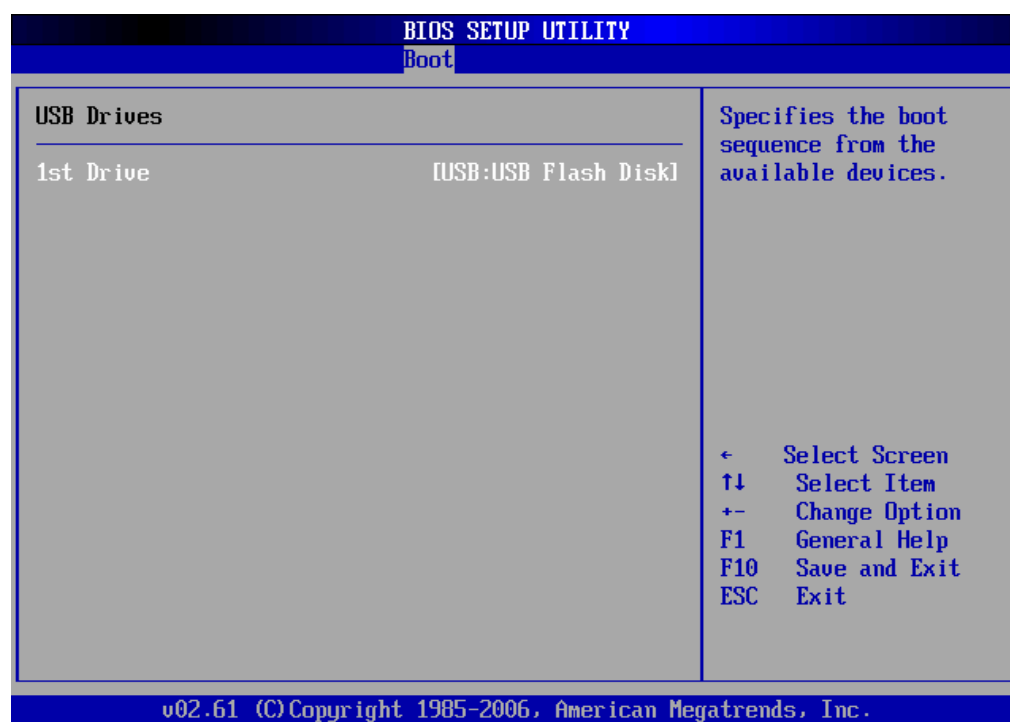 BIOS SETUP UTILITY
Boot
USB Drives
1st Drive [USB:USB Flash Disk]
Specifies the boot
sequence from the
available devices.
← Select Screen
↑↓ Select Item
+- Change Option
F1 General Help
F10 Save and Exit
ESC Exit
v02.61 (C)Copyright 1985-2006, American Megatrends, Inc.